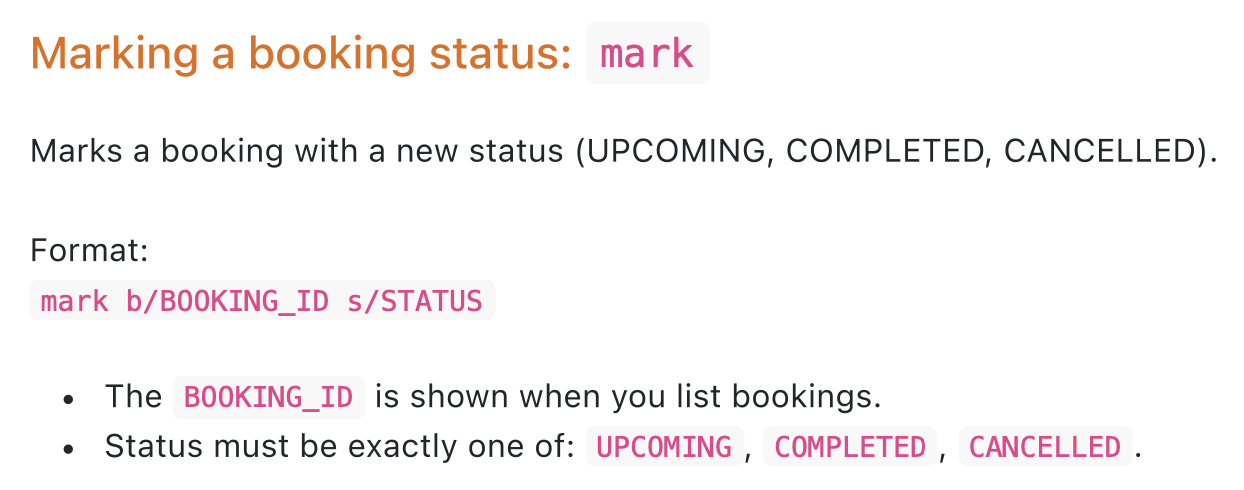 Marking a booking status: mark
Marks a booking with a new status (UPCOMING, COMPLETED, CANCELLED).
Format:
mark b/BOOKING_ID s/STATUS
• The BOOKING_ID is shown when you list bookings.
• Status must be exactly one of: UPCOMING, COMPLETED, CANCELLED.